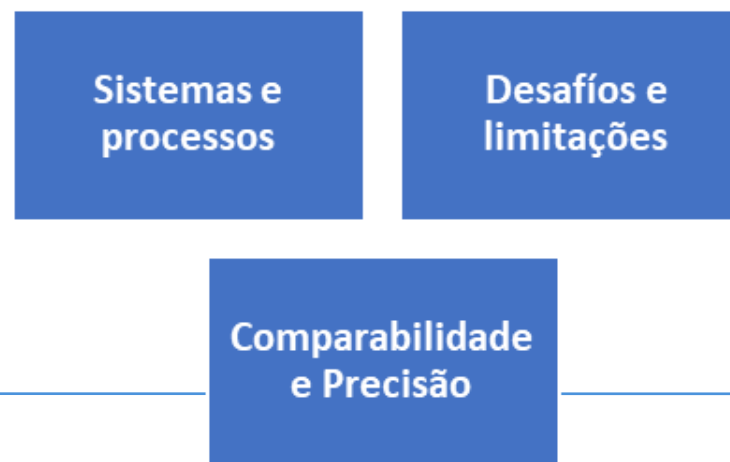 Sistemas e
processos
Desafíos e
limitações
Comparabilidade
e Precisão